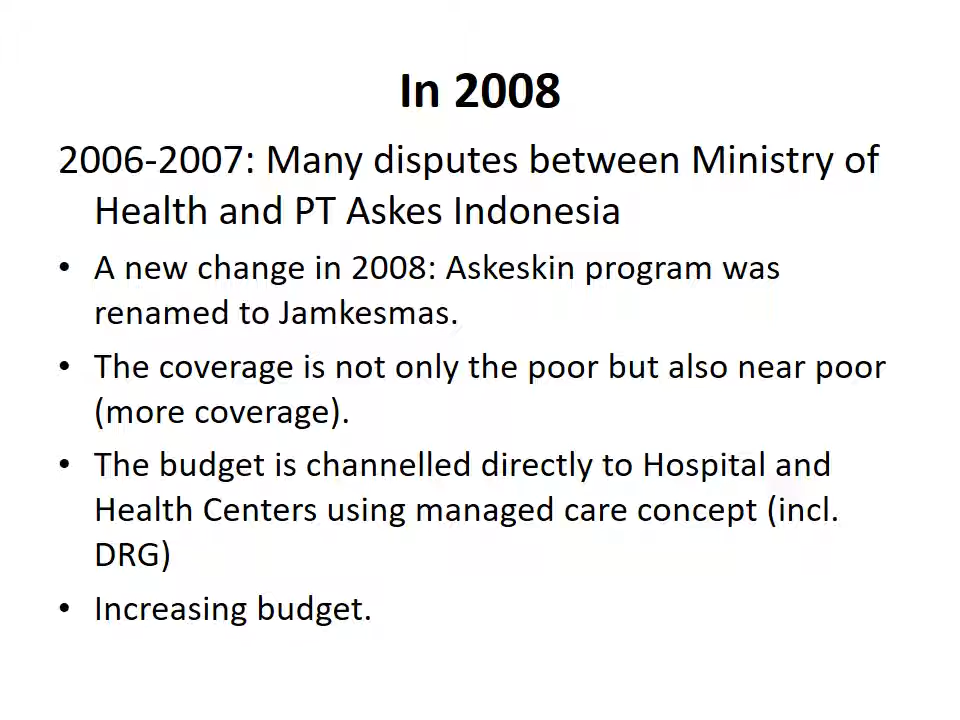 In 2008
2006-2007: Many disputes between Ministry of
Health and PT Askes Indonesia
• A new change in 2008: Askeskin program was
renamed to Jamkesmas.
• The coverage is not only the poor but also near poor
(more coverage).
• The budget is channelled directly to Hospital and
Health Centers using managed care concept (incl.
DRG)
• Increasing budget.